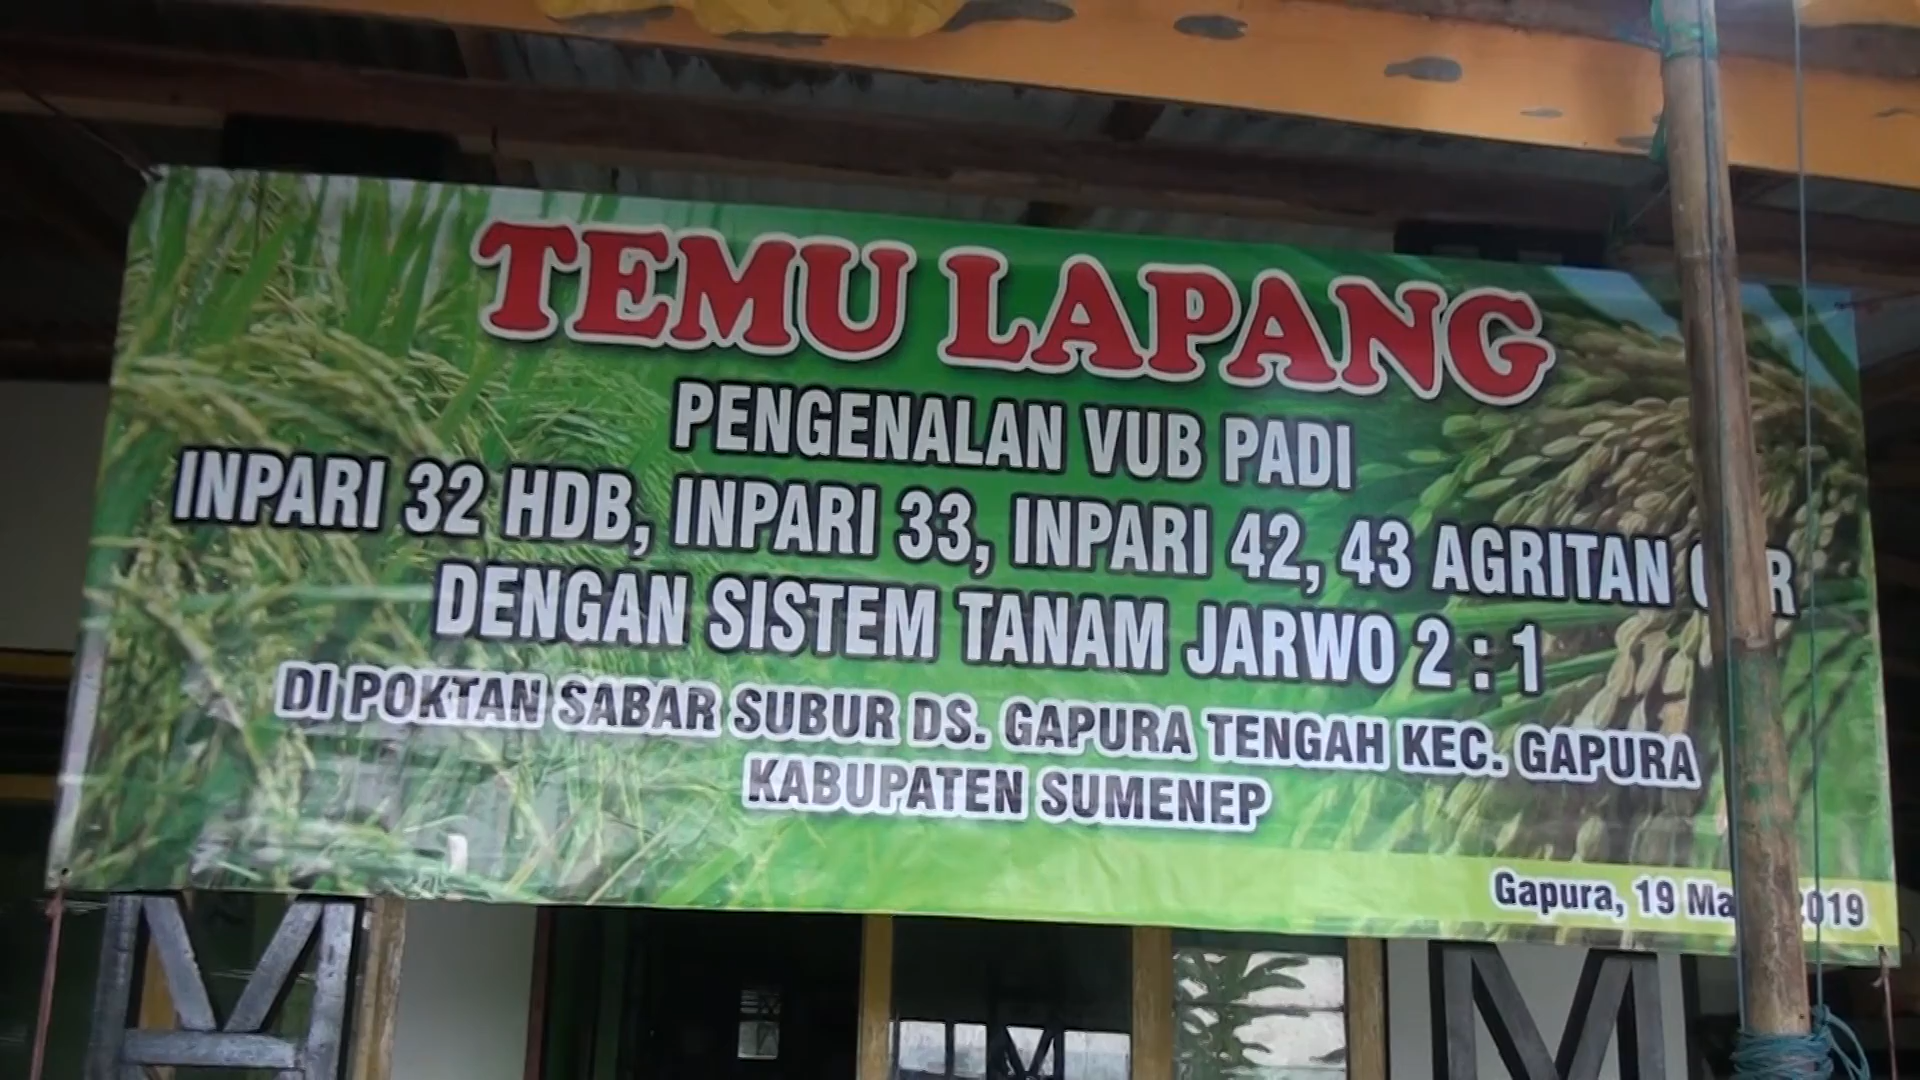 TEMU LAPANG
PENGENALAN VUB PADI
INPARI 32 HDB, INPARI 33, INPARI 42, 43 AGRITAN
DENGAN SISTEM TANAM JARWO 2 : 1
DI POKTAN SABAR SUBUR DS. GAPURA TENGAH KEC. GAPURA
KABUPATEN SUMENEP
Gapura, 19 2019